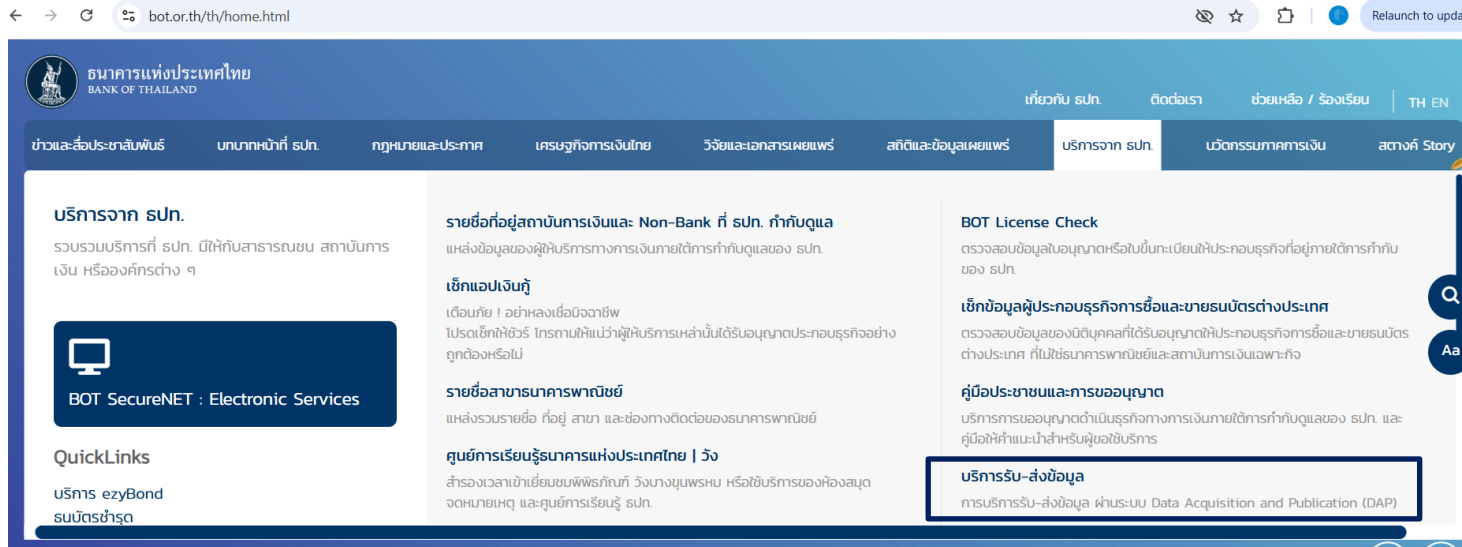 bot.or.th/th/home.html
Relaunch to upda
ธนาคารแห่งประเทศไทย
BANK OF THAILAND
เกี่ยวกับ ธปท.
ติดต่อเรา
ช่วยเหลือ / ร้องเรียน
TH EN
ข่าวและสื่อประชาสัมพันธ์
บทบาทหน้าที่ ธปท.
กฎหมายและประกาศ
เศรษฐกิจการเงินไทย
วิจัยและเอกสารเผยแพร่
สถิติและข้อมูลเผยแพร่
บริการจาก ธปท.
นวัตกรรมภาคการเงิน
สตางค์ Story
บริการจาก ธปท.
รวบรวมบริการที่ ธปท. มีให้กับสาธารณชน สถาบันการ
เงิน หรือองค์กรต่าง ๆ
BOT SecureNET : Electronic Services
QuickLinks
บริการ ezyBond
ธนบัตรชำรุด
รายชื่อที่อยู่สถาบันการเงินและ Non-Bank ที่ ธปท. กำกับดูแล
แหล่งข้อมูลของผู้ให้บริการทางการเงินภายใต้การกำกับดูแลของ ธปท.
เช็กแอปเงินกู้
เตือนภัย ! อย่าหลงเชื่อมิจฉาชีพ
โปรดเช็กให้ชัวร์ โทรถามให้แน่ว่าผู้ให้บริการเหล่านั้นได้รับอนุญาตประกอบธุรกิจอย่าง
ถูกต้องหรือไม่
รายชื่อสาขาธนาคารพาณิชย์
แหล่งรวมรายชื่อ ที่อยู่ สาขา และช่องทางติดต่อของธนาคารพาณิชย์
ศูนย์การเรียนรู้ธนาคารแห่งประเทศไทย | วัง
สำรองเวลาเข้าเยี่ยมชมพิพิธภัณฑ์ วังบางขุนพรหม หรือใช้บริการของห้องสมุด
จดหมายเหตุ และศูนย์การเรียนรู้ ธปท.
BOT License Check
ตรวจสอบข้อมูลใบอนุญาตหรือใบขึ้นทะเบียนให้ประกอบธุรกิจที่อยู่ภายใต้การกำกับ
ของ ธปท.
เช็กข้อมูลผู้ประกอบธุรกิจการซื้อและขายธนบัตรต่างประเทศ
ตรวจสอบข้อมูลของนิติบุคคลที่ได้รับอนุญาตให้ประกอบธุรกิจการซื้อและขายธนบัตร
ต่างประเทศ ที่ไม่ใช่ธนาคารพาณิชย์และสถาบันการเงินเฉพาะกิจ
คู่มือประชาชนและการขออนุญาต
บริการการขออนุญาตดำเนินธุรกิจทางการเงินภายใต้การกำกับดูแลของ ธปท. และ
คู่มือให้คำแนะนำสำหรับผู้ขอใช้บริการ
บริการรับ-ส่งข้อมูล
การบริการรับ-ส่งข้อมูล ผ่านระบบ Data Acquisition and Publication (DAP)
Aa